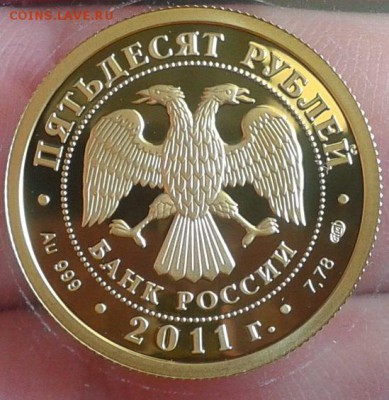 COINS.LAVE.RU
ПЯТЬДЕСЯТ РУБЛЕЙ
БАНК РОССИИ
Au 999
7,78
2011 г.